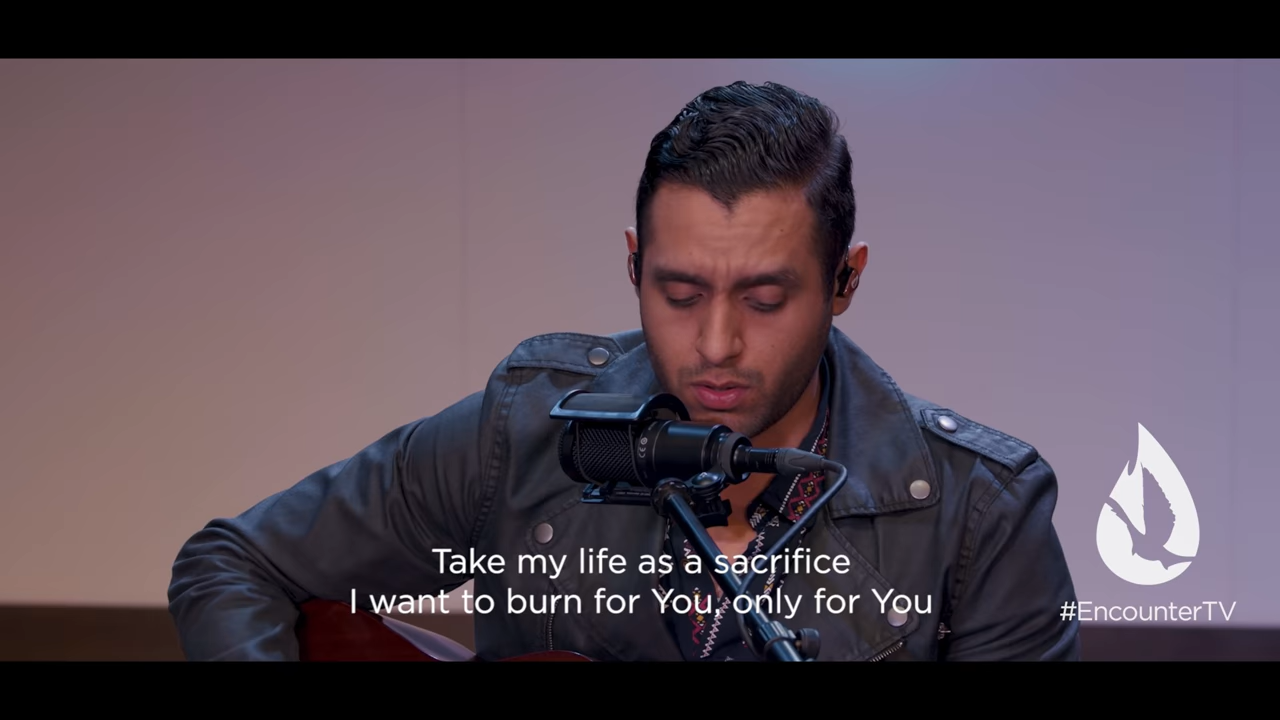 Take my life as a sacrifice
I want to burn for You, only for You
#EncounterTV